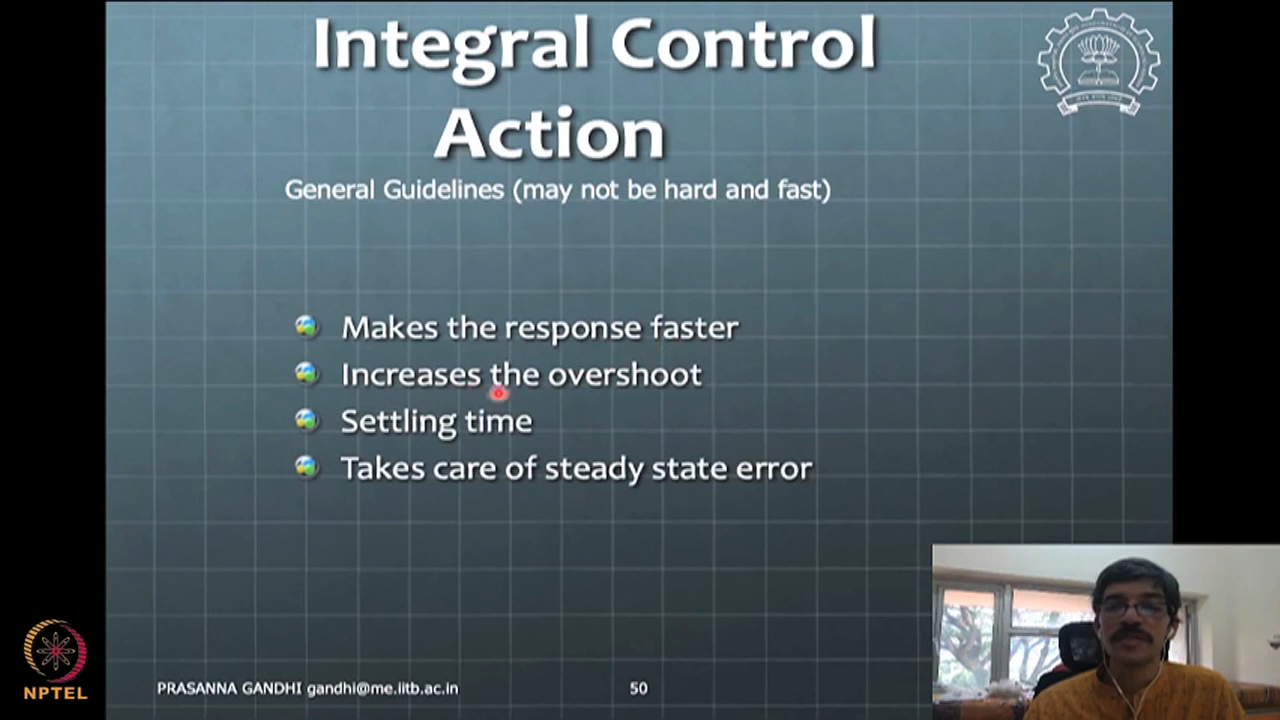 Integral Control
Action
General Guidelines (may not be hard and fast)
Makes the response faster
Increases the overshoot
Settling time
Takes care of steady state error
NPTEL
PRASANNA GANDHI gandhi@me.iitb.ac.in
50